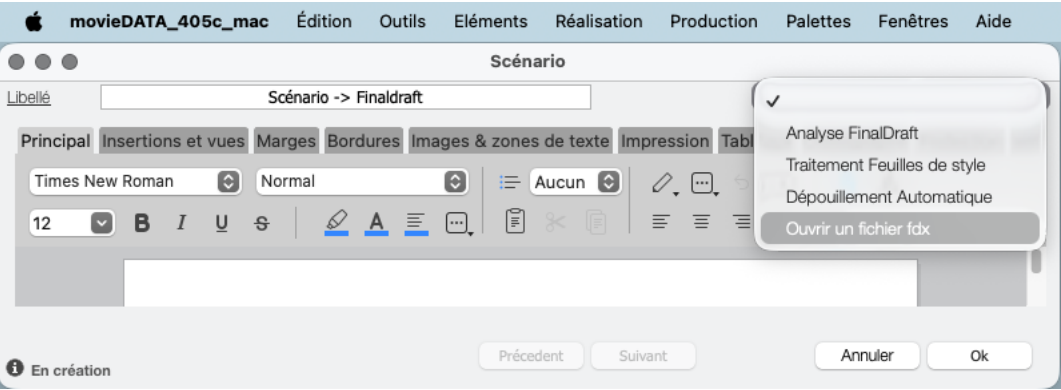 movieDATA_405c_mac Édition Outils Eléments Réalisation Production Palettes Fenêtres Aide
Scénario
Libellé Scénario -> Finaldraft
Principal Insertions et vues Marges Bordures Images & zones de texte Impression Tabl
Analyse FinalDraft
Traitement Feuilles de style
Dépouillement Automatique
Ouvrir un fichier fdx
Times New Roman Normal Aucun
12 B I U S A
Précedent Suivant Annuler Ok
En création